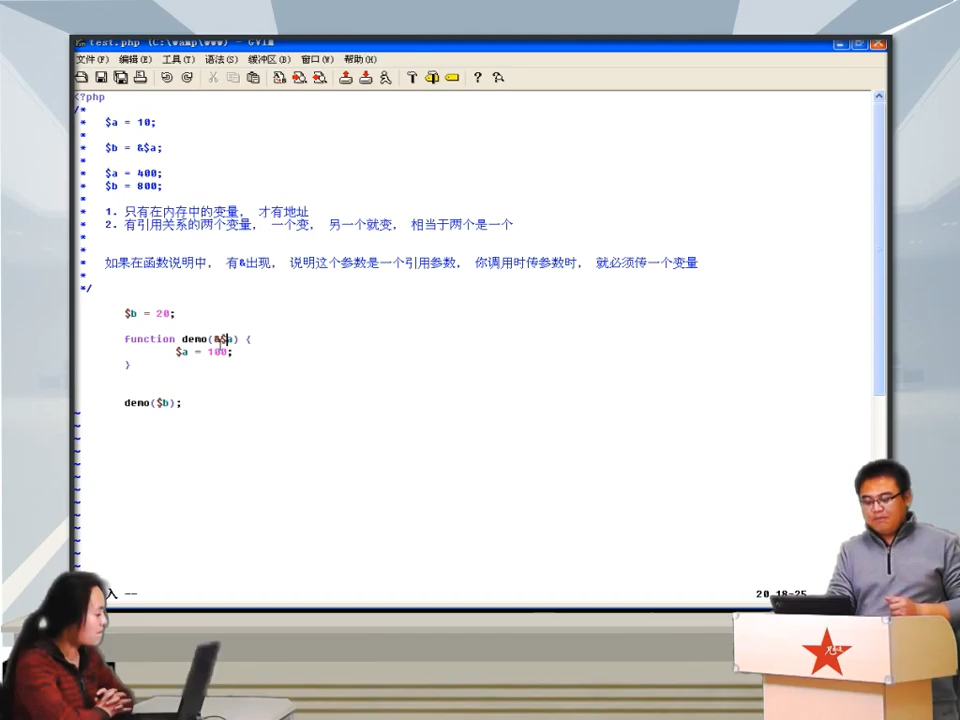 test.php (C:\wamp\www) - GVIM
文件(F) 编辑(E) 工具(T) 语法(S) 缓冲区(B) 窗口(W) 帮助(H)
<?php
/*
* $a = 10;
*
* $b = &$a;
*
* $a = 400;
* $b = 800;
*
* 1. 只有在内存中的变量， 才有地址
* 2. 有引用关系的两个变量， 一个变， 另一个就变， 相当于两个是一个
*
*
* 如果在函数说明中， 有&出现， 说明这个参数是一个引用参数， 你调用时传参数时， 就必须传一个变量
*
*/
$b = 20;
function demo(&$a) {
$a = 100;
}
demo($b);
~
~
~
~
~
~
~
~
~
~
~
~
入 --
20,18-25